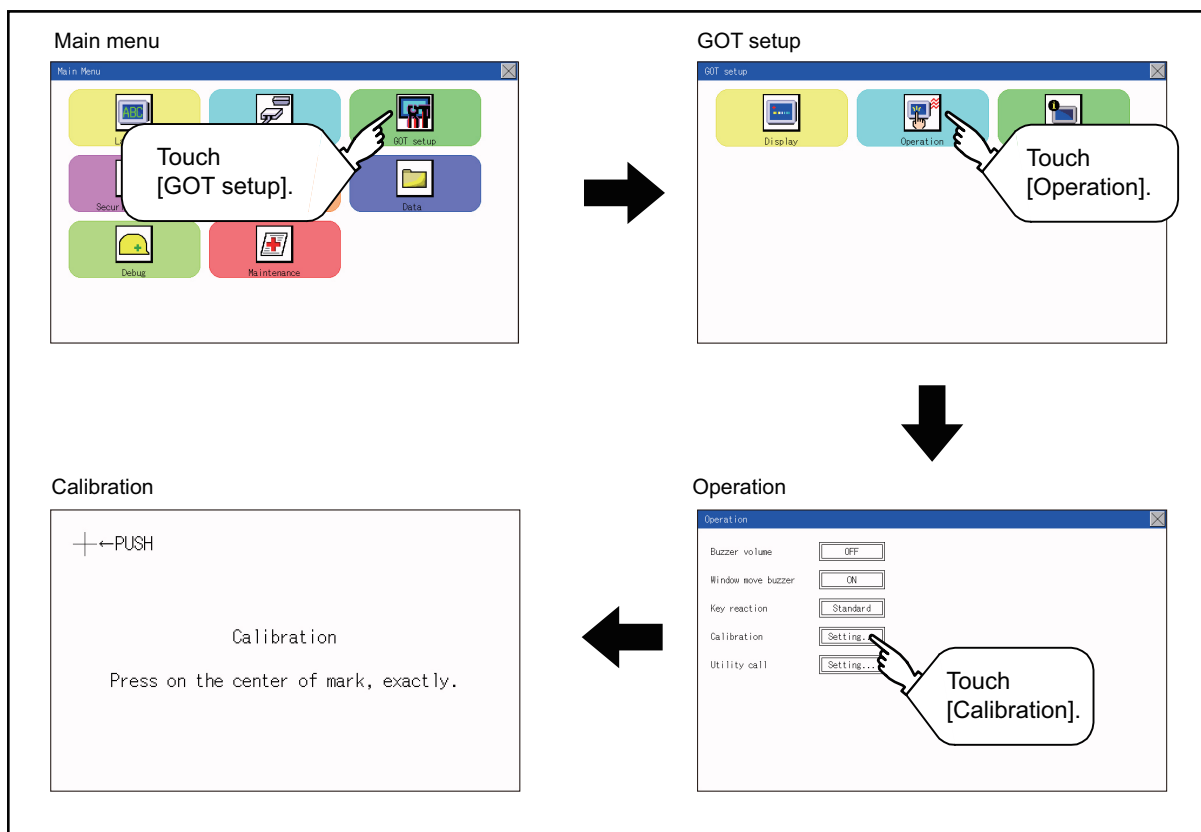 Main menu
GOT setup
Main Menu
ABC
GOT setup
Touch
[GOT setup].
Data
Debug
Maintenance
GOT setup
Display
Operation
Touch
[Operation].
Calibration
←PUSH
Calibration
Press on the center of mark, exactly.
Operation
Operation
Buzzer volume OFF
Window move buzzer ON
Key reaction Standard
Calibration Setting...
Utility call Setting...
Touch
[Calibration].